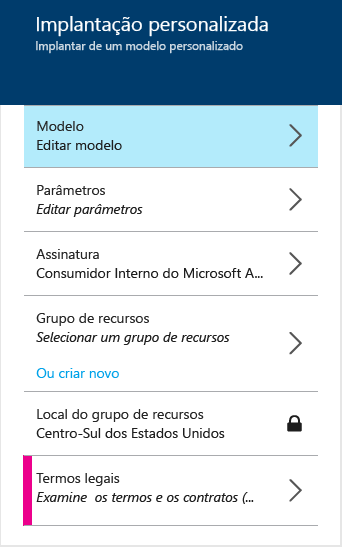 Implantação personalizada
Implantar de um modelo personalizado
Modelo
Editar modelo
Parâmetros
Editar parâmetros
Assinatura
Consumidor Interno do Microsoft A...
Grupo de recursos
Selecionar um grupo de recursos
Ou criar novo
Local do grupo de recursos
Centro-Sul dos Estados Unidos
Termos legais
Examine  os termos e os contratos (...